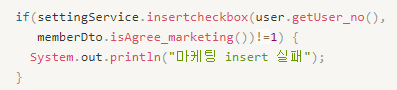 if(settingService.insertcheckbox(user.getUser_no(),
memberDto.isAgree_marketing())!=1) {
System.out.println("마케팅 insert 실패");
}